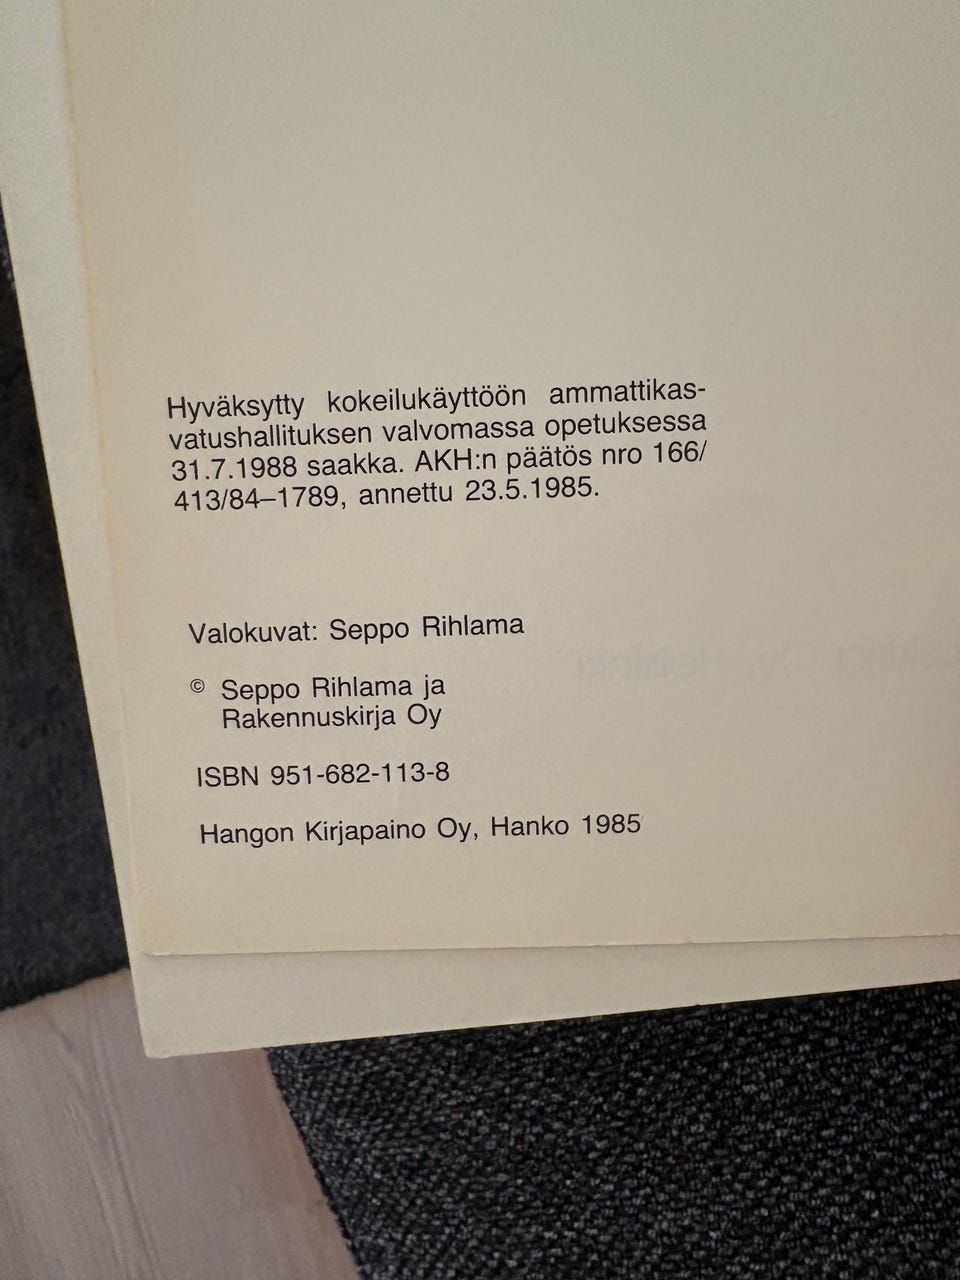 Hyväksytty kokeilukäyttöön ammattikas-
vatushallituksen valvomassa opetuksessa
31.7.1988 saakka. AKH:n päätös nro 166/
413/84–1789, annettu 23.5.1985.
Valokuvat: Seppo Rihlama
© Seppo Rihlama ja
Rakennuskirja Oy
ISBN 951-682-113-8
Hangon Kirjapaino Oy, Hanko 1985